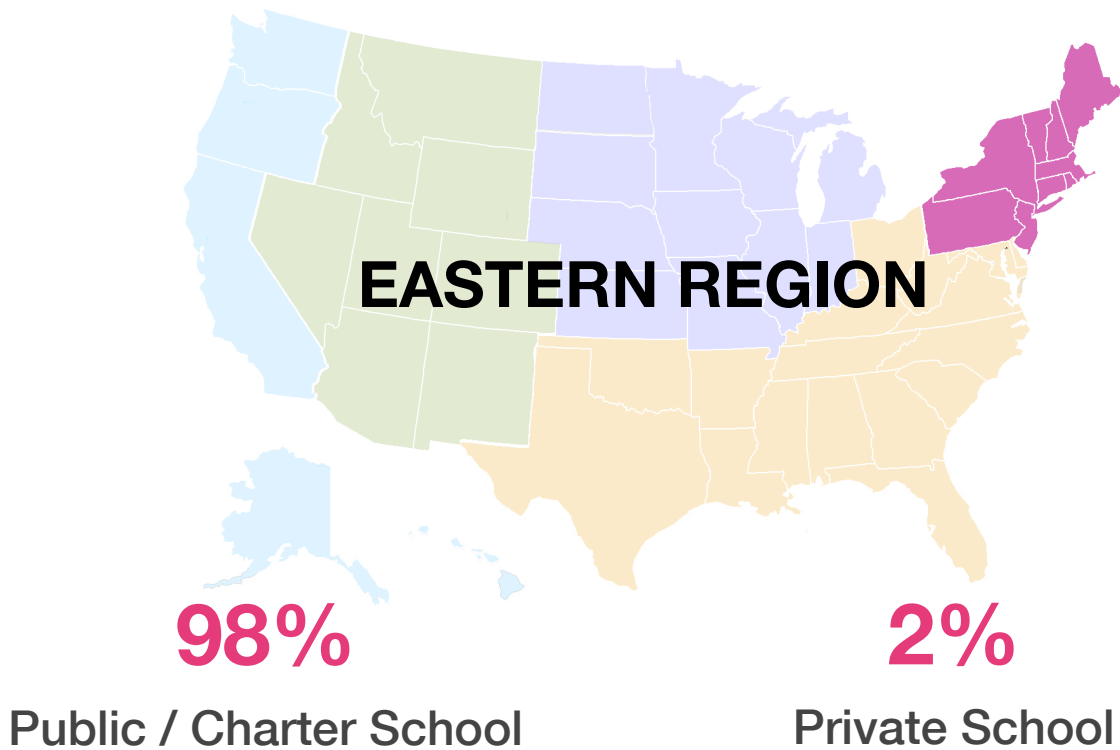 EASTERN REGION
98%
2%
Public / Charter School
Private School